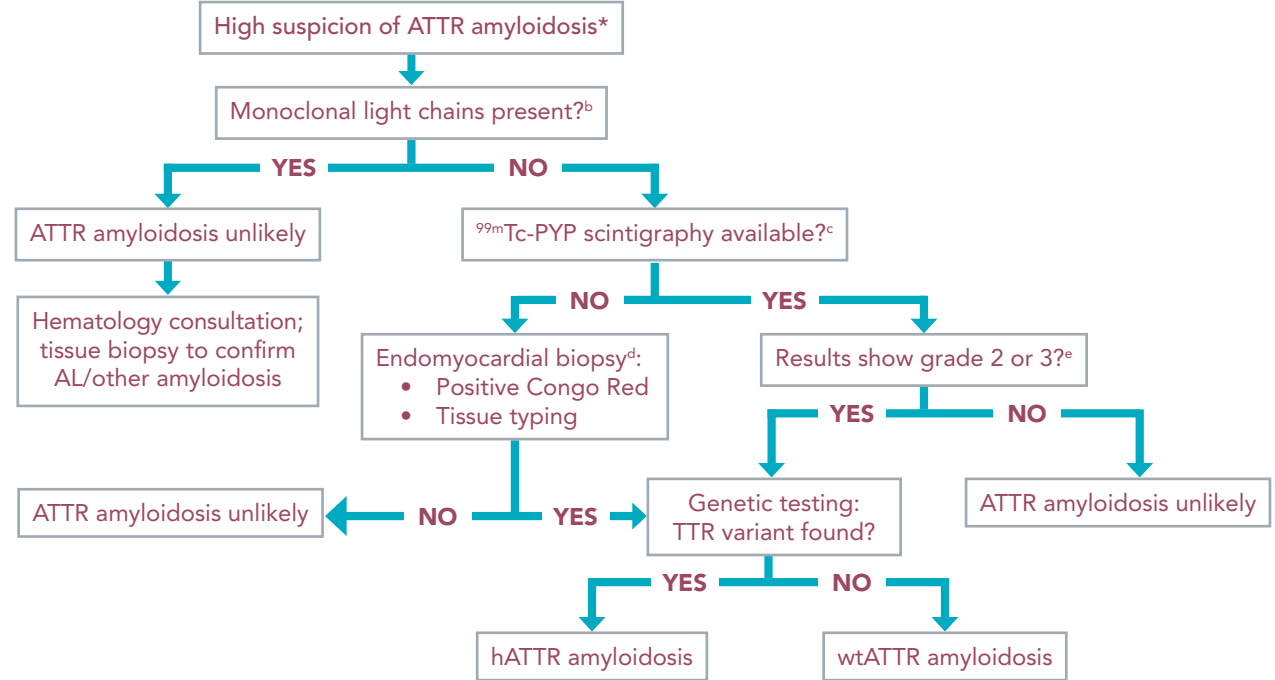 High suspicion of ATTR amyloidosis*
Monoclonal light chains present?ᵇ
YES
NO
ATTR amyloidosis unlikely
⁹⁹ᵐTc-PYP scintigraphy available?ᶜ
Hematology consultation;
tissue biopsy to confirm
AL/other amyloidosis
NO
YES
Endomyocardial biopsyᵈ:
• Positive Congo Red
• Tissue typing
Results show grade 2 or 3?ᵉ
YES
NO
ATTR amyloidosis unlikely
NO
YES
Genetic testing:
TTR variant found?
ATTR amyloidosis unlikely
YES
NO
hATTR amyloidosis
wtATTR amyloidosis